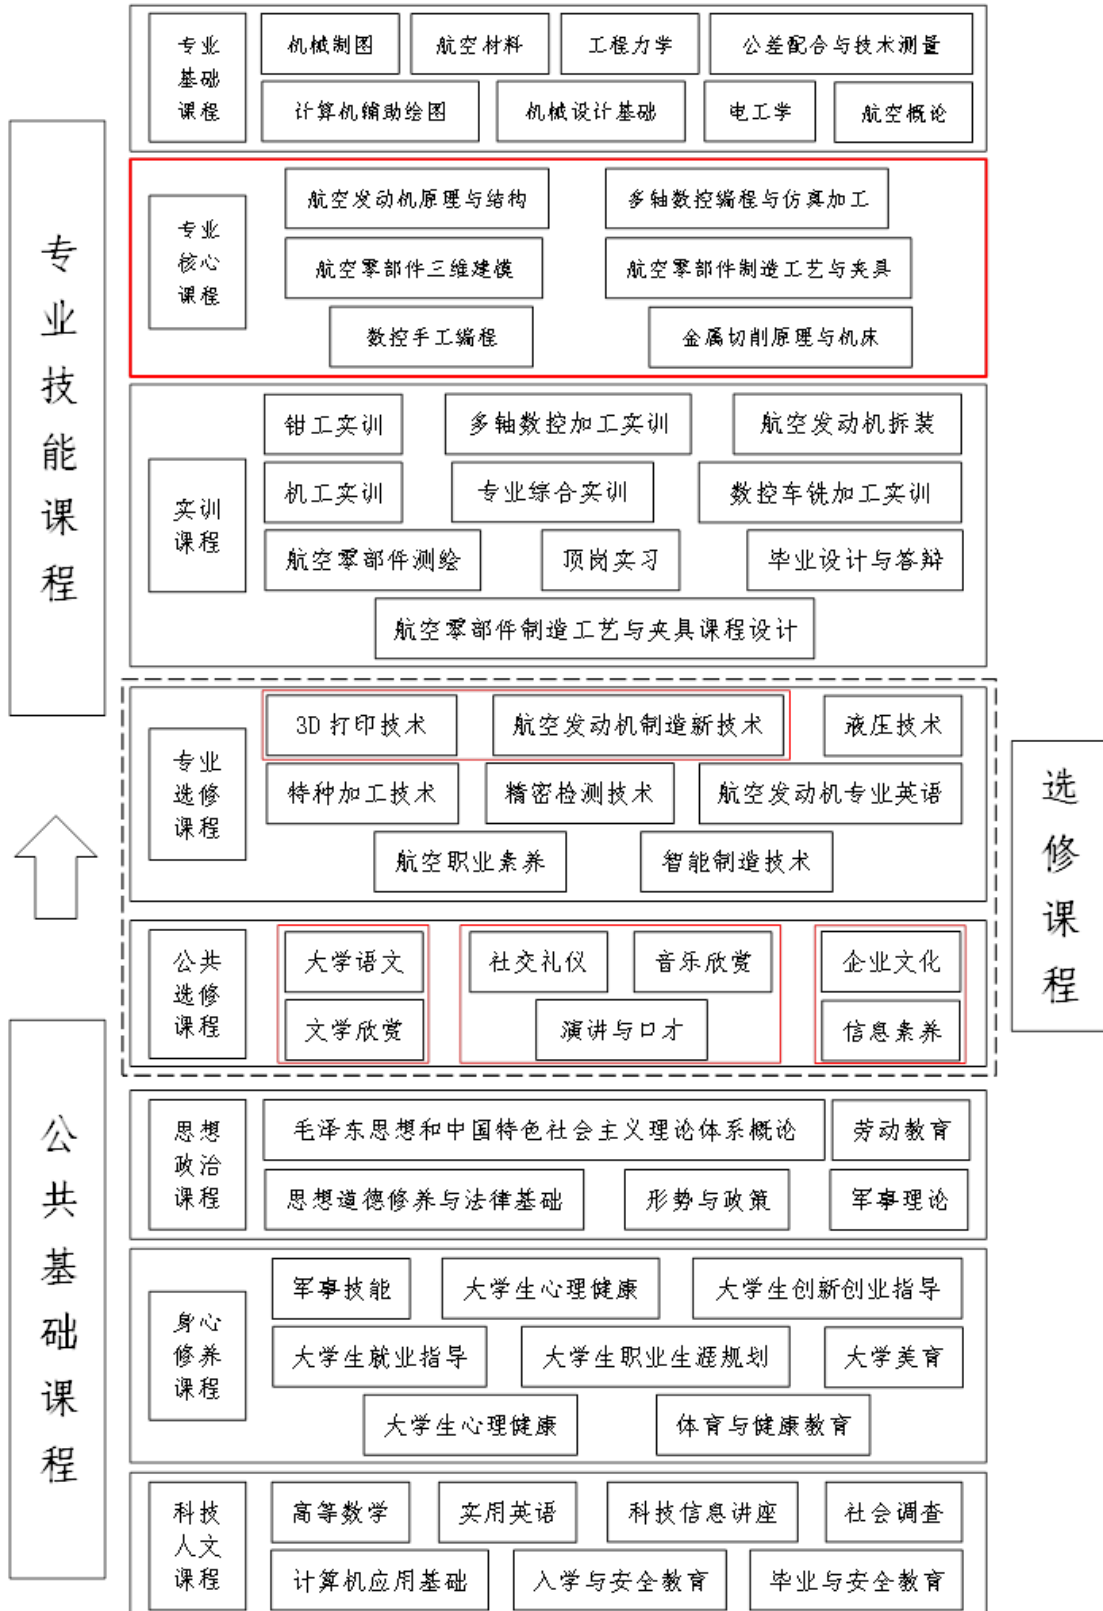 专业技能课程
专业基础课程
机械制图 航空材料 工程力学 公差配合与技术测量
计算机辅助绘图 机械设计基础 电工学 航空概论
专业核心课程
航空发动机原理与结构 多轴数控编程与仿真加工
航空零部件三维建模 航空零部件制造工艺与夹具
数控手工编程 金属切削原理与机床
实训课程
钳工实训 多轴数控加工实训 航空发动机拆装
机工实训 专业综合实训 数控车铣加工实训
航空零部件测绘 顶岗实习 毕业设计与答辩
航空零部件制造工艺与夹具课程设计
选修课程
专业选修课程
3D打印技术 航空发动机制造新技术 液压技术
特种加工技术 精密检测技术 航空发动机专业英语
航空职业素养 智能制造技术
公共选修课程
大学语文 社交礼仪 音乐欣赏 企业文化
文学欣赏 演讲与口才 信息素养
公共基础课程
思想政治课程
毛泽东思想和中国特色社会主义理论体系概论 劳动教育
思想道德修养与法律基础 形势与政策 军事理论
身心修养课程
军事技能 大学生心理健康 大学生创新创业指导
大学生就业指导 大学生职业生涯规划 大学美育
大学生心理健康 体育与健康教育
科技人文课程
高等数学 实用英语 科技信息讲座 社会调查
计算机应用基础 入学与安全教育 毕业与安全教育